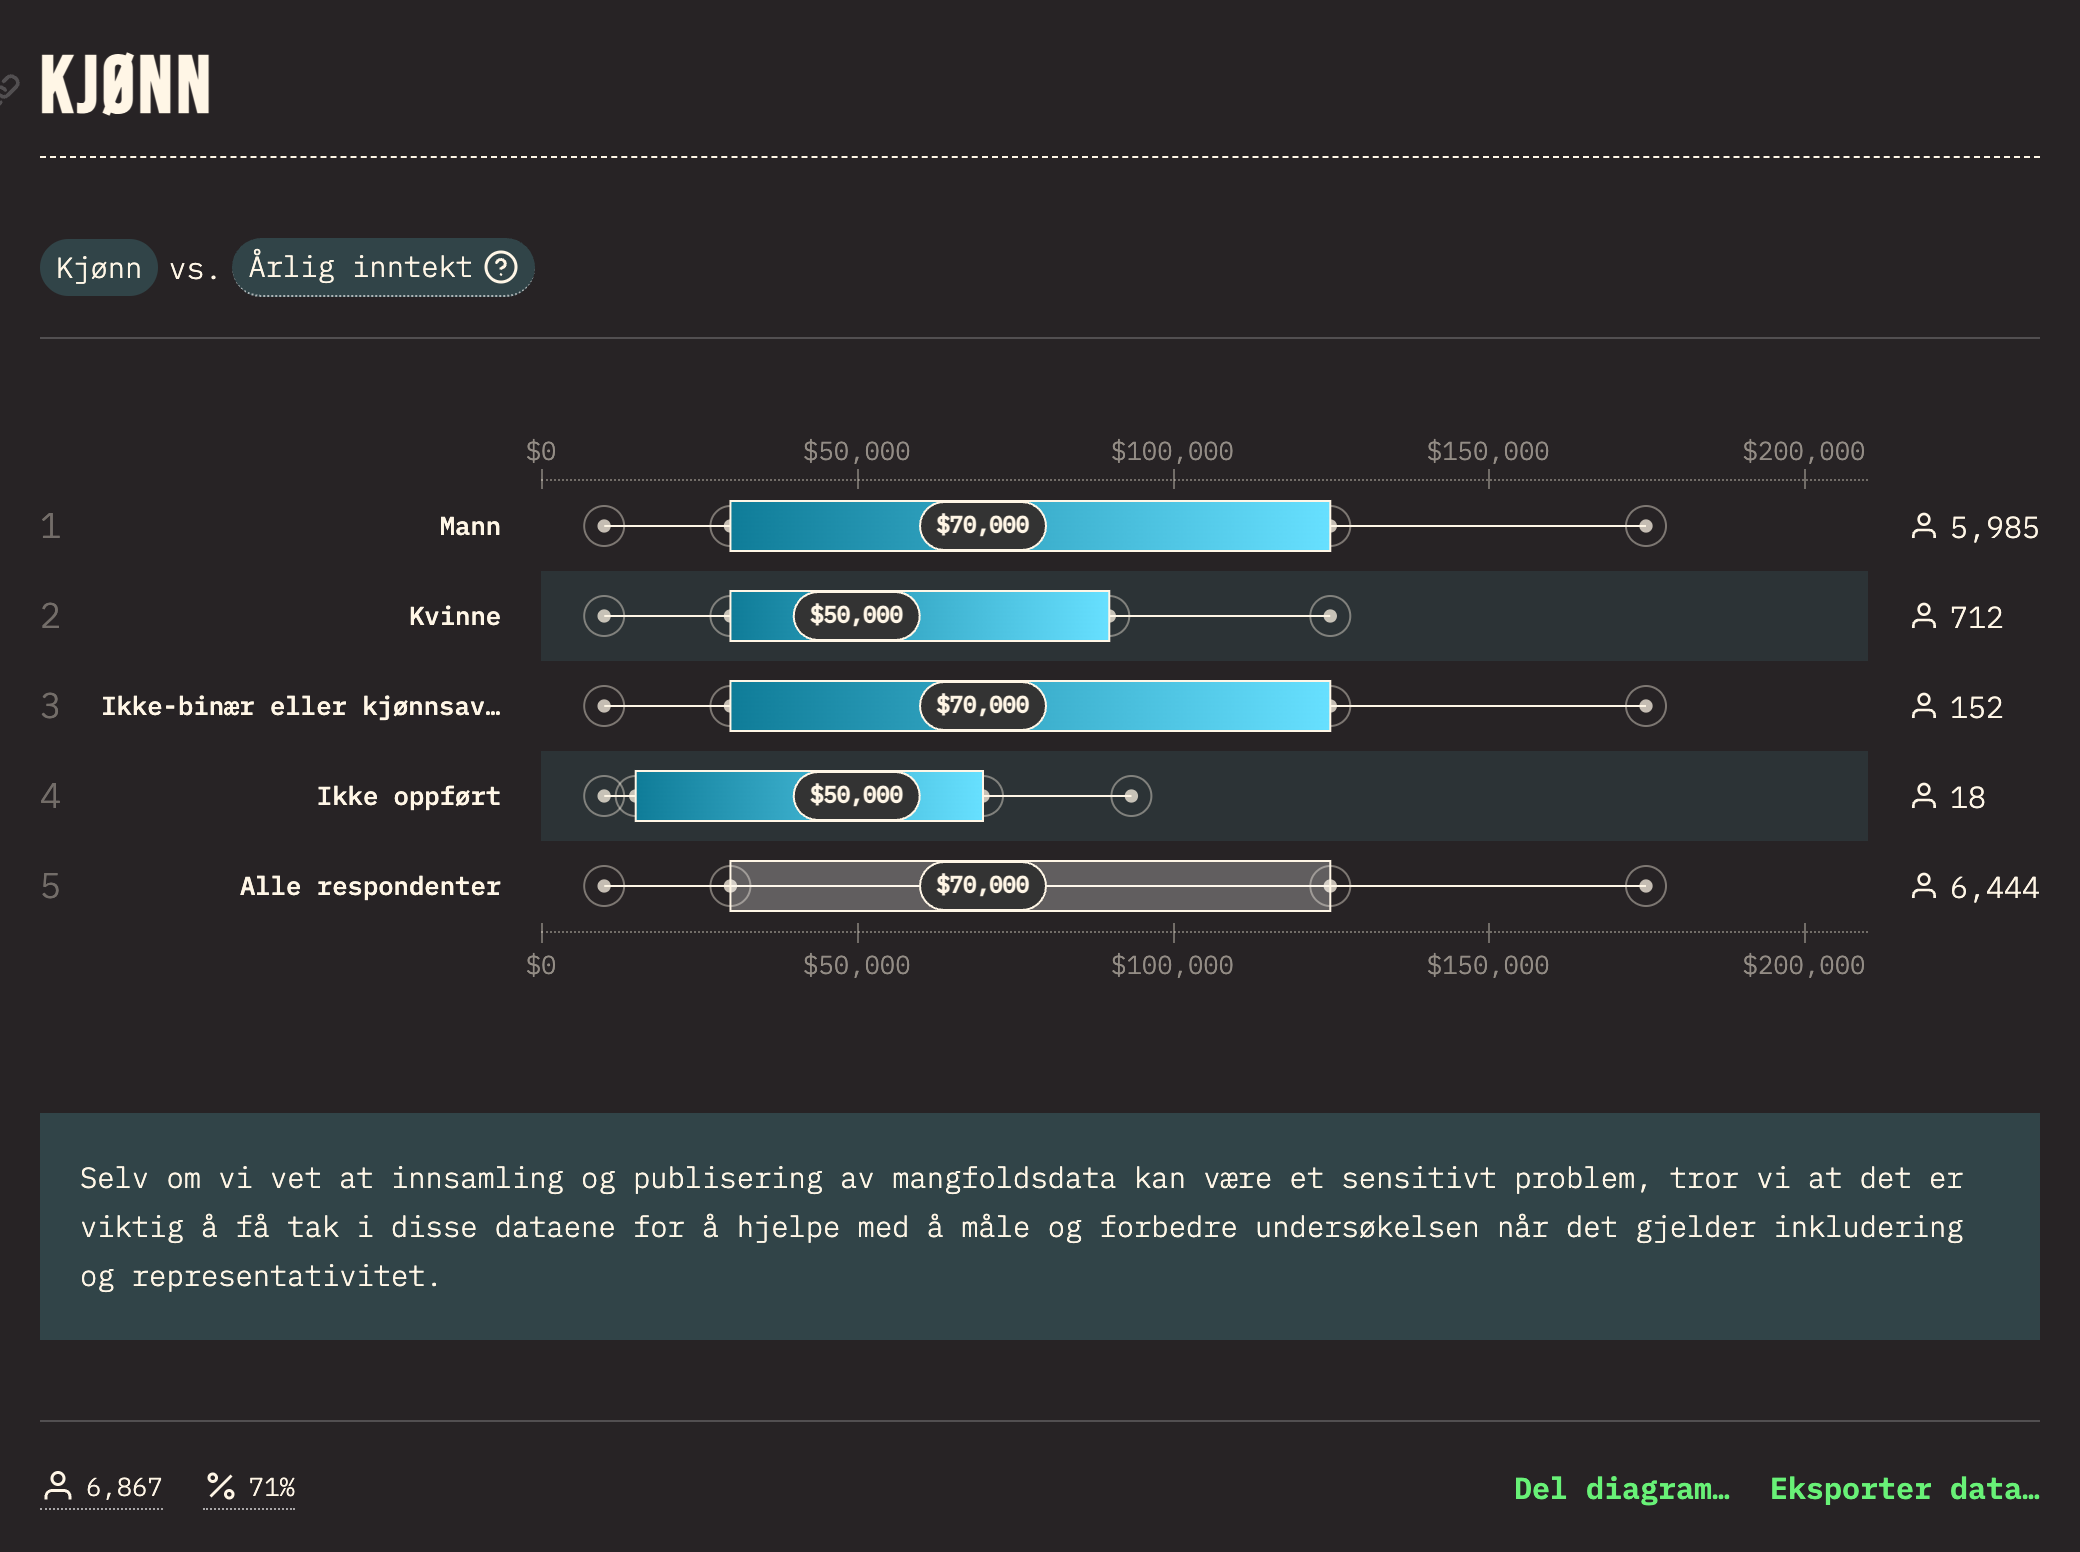 KJØNN
Kjønn vs. Årlig inntekt
$0 $50,000 $100,000 $150,000 $200,000
1 Mann $70,000 5,985
2 Kvinne $50,000 712
3 Ikke-binær eller kjønnsav… $70,000 152
4 Ikke oppført $50,000 18
5 Alle respondenter $70,000 6,444
$0 $50,000 $100,000 $150,000 $200,000
Selv om vi vet at innsamling og publisering av mangfoldsdata kan være et sensitivt problem, tror vi at det er
viktig å få tak i disse dataene for å hjelpe med å måle og forbedre undersøkelsen når det gjelder inkludering
og representativitet.
6,867 71% Del diagram… Eksporter data…